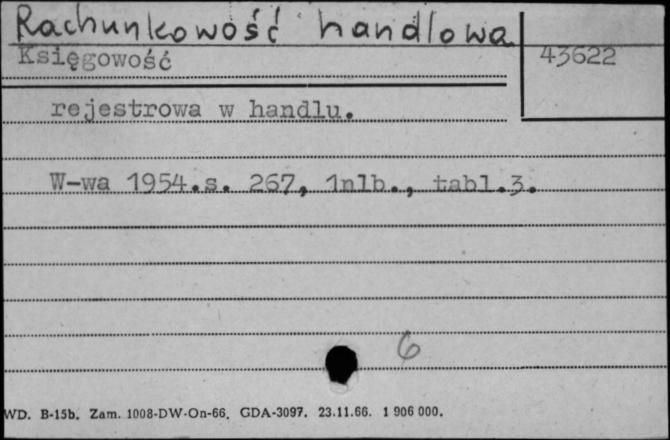 Rachunkowość handlowa
Księgowość
43622
rejestrowa w handlu.
W-wa 1954.s. 267, 1nlb., tabl.3.
6
WD. B-15b. Zam. 1008-DW-On-66. GDA-3097. 23.11.66. 1 906 000.